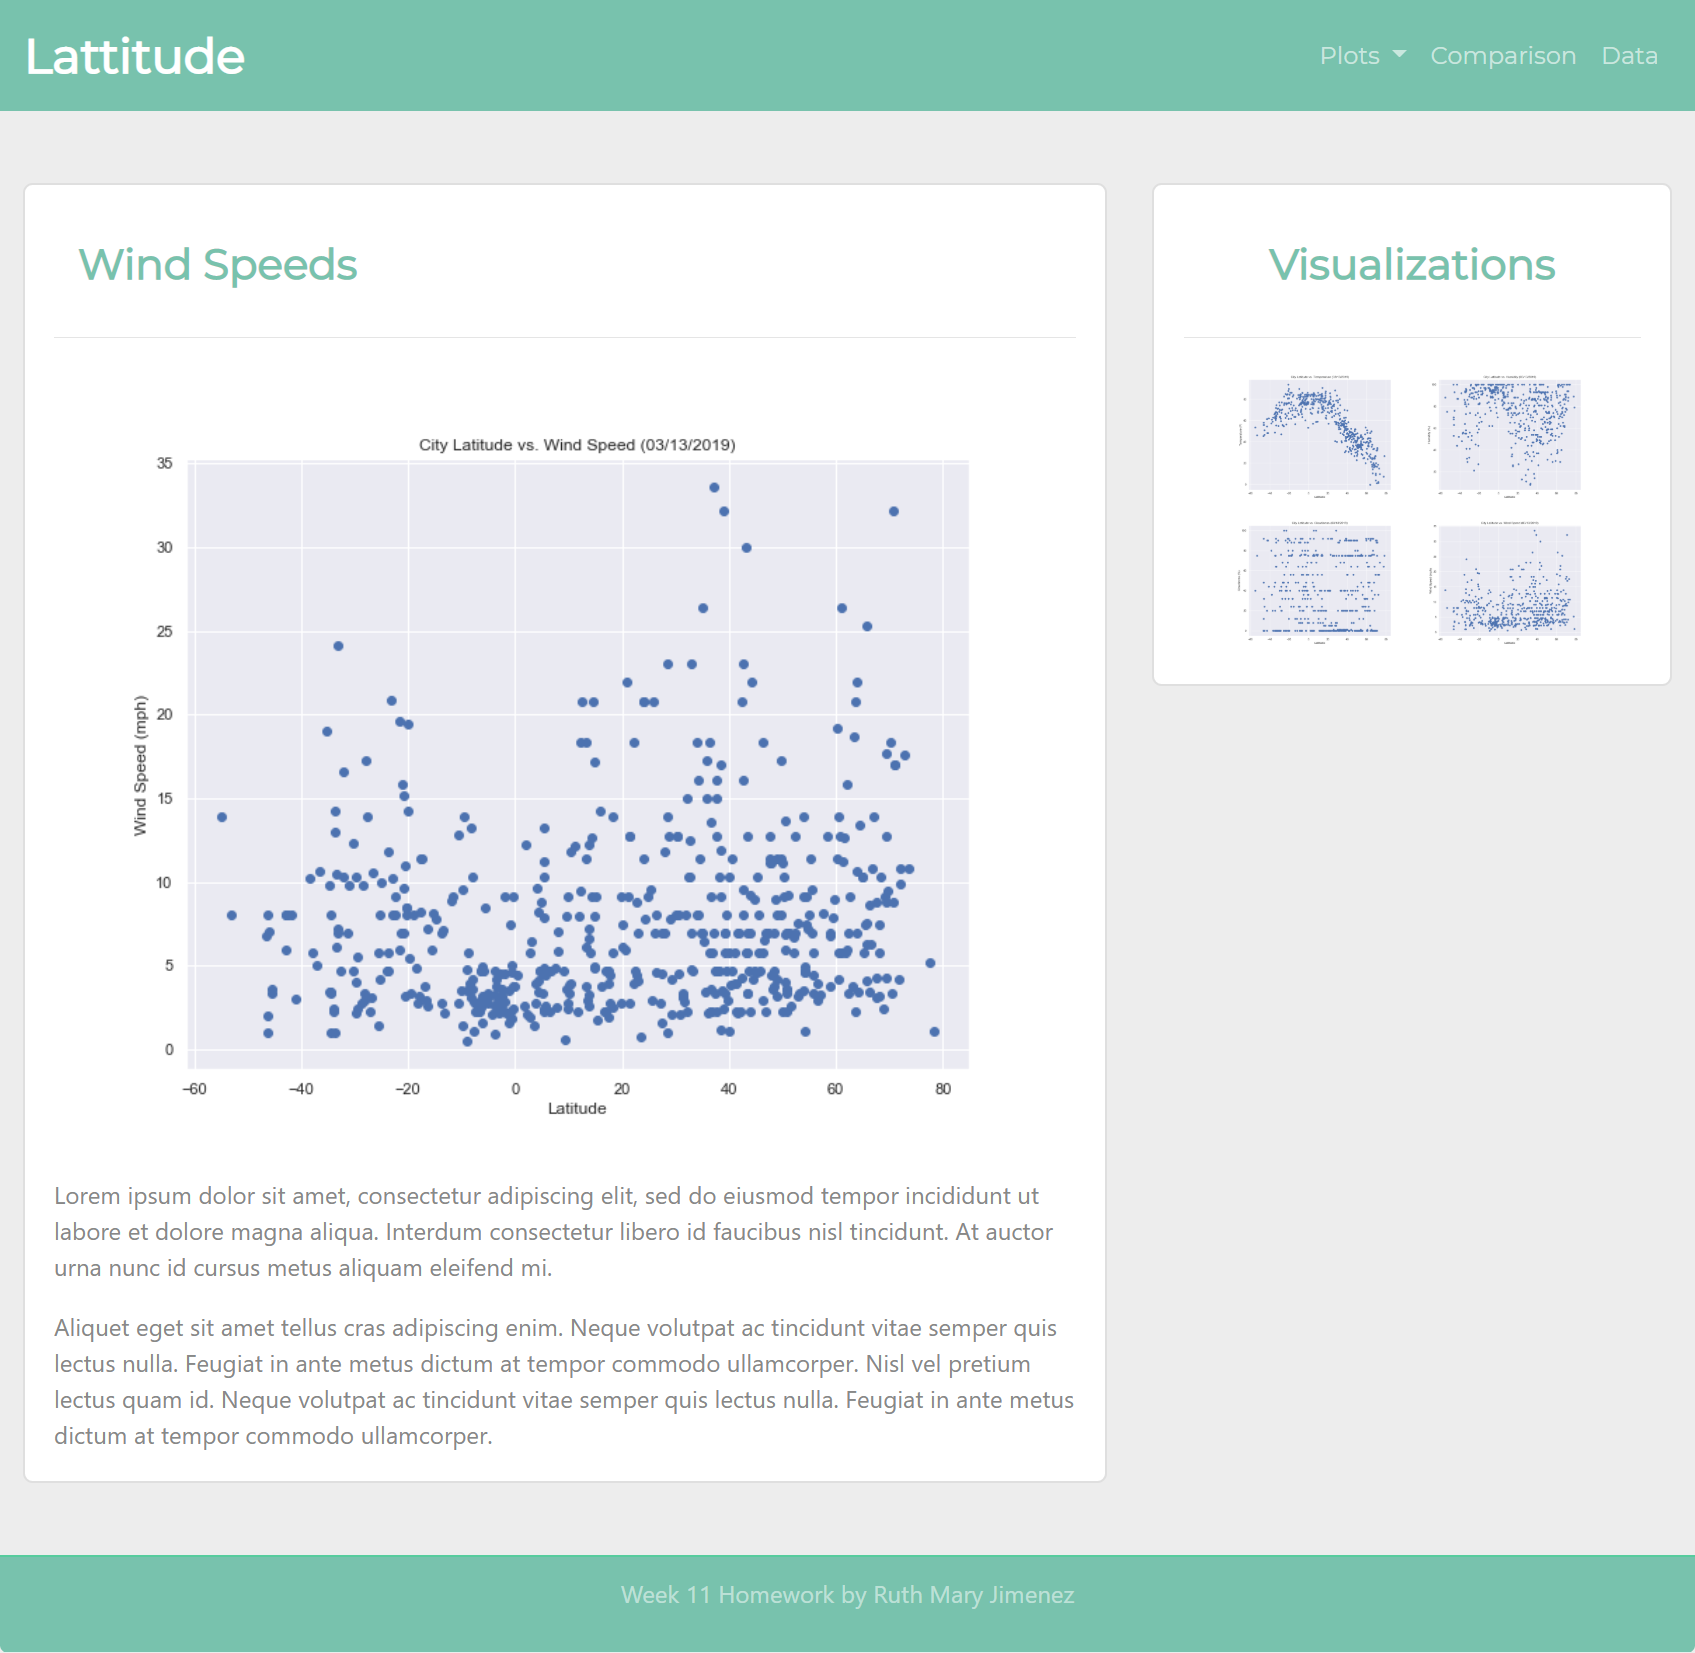 Lattitude
Plots Comparison Data
Wind Speeds
City Latitude vs. Wind Speed (03/13/2019)
35
30
25
20
15
10
5
0
Wind Speed (mph)
−60 −40 −20 0 20 40 60 80
Latitude
Lorem ipsum dolor sit amet, consectetur adipiscing elit, sed do eiusmod tempor incididunt ut
labore et dolore magna aliqua. Interdum consectetur libero id faucibus nisl tincidunt. At auctor
urna nunc id cursus metus aliquam eleifend mi.
Aliquet eget sit amet tellus cras adipiscing enim. Neque volutpat ac tincidunt vitae semper quis
lectus nulla. Feugiat in ante metus dictum at tempor commodo ullamcorper. Nisl vel pretium
lectus quam id. Neque volutpat ac tincidunt vitae semper quis lectus nulla. Feugiat in ante metus
dictum at tempor commodo ullamcorper.
Visualizations
Week 11 Homework by Ruth Mary Jimenez